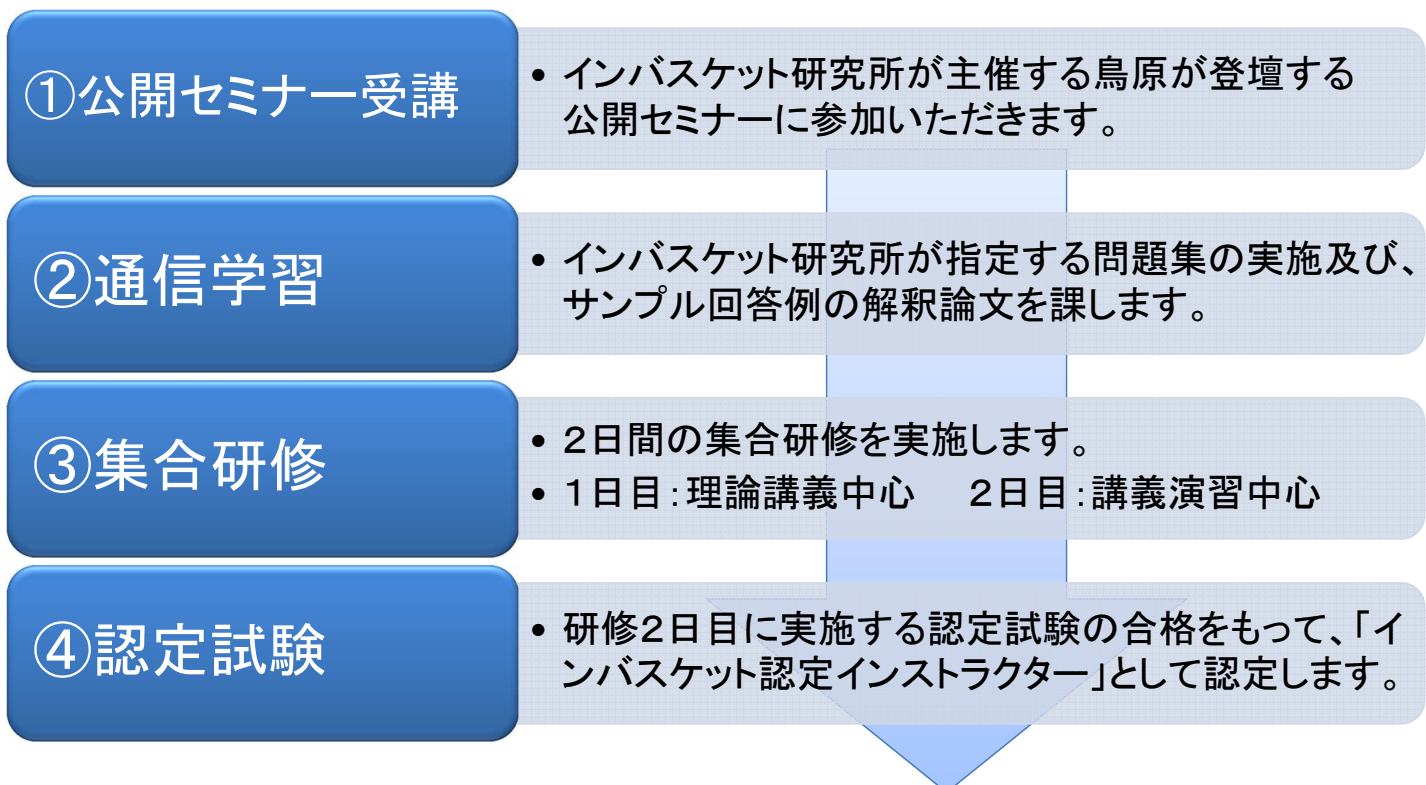 ①公開セミナー受講
• インバスケット研究所が主催する鳥原が登壇する
公開セミナーに参加いただきます。
②通信学習
• インバスケット研究所が指定する問題集の実施及び、
サンプル回答例の解釈論文を課します。
③集合研修
• ２日間の集合研修を実施します。
• １日目：理論講義中心　２日目：講義演習中心
④認定試験
• 研修２日目に実施する認定試験の合格をもって、「イ
ンバスケット認定インストラクター」として認定します。